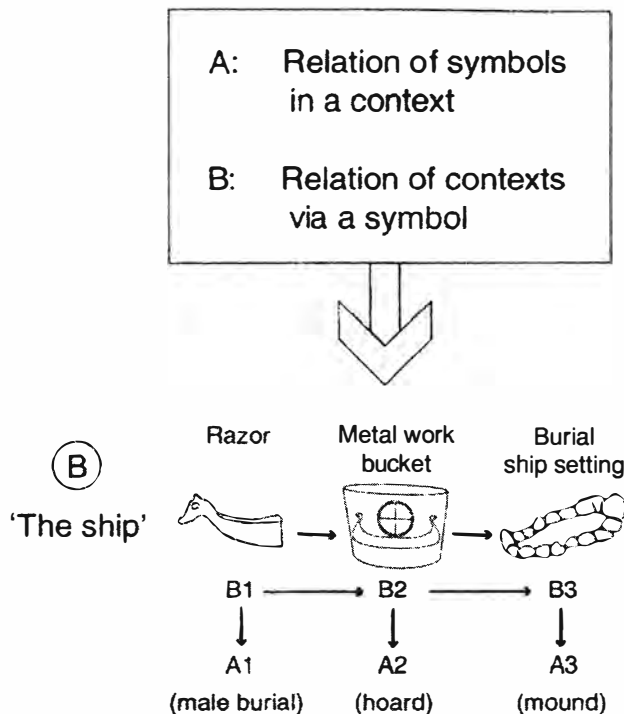 A: Relation of symbols
in a context
B: Relation of contexts
via a symbol
Razor
Metal work
bucket
Burial
ship setting
B
'The ship'
B1
B2
B3
A1
A2
A3
(male burial)
(hoard)
(mound)